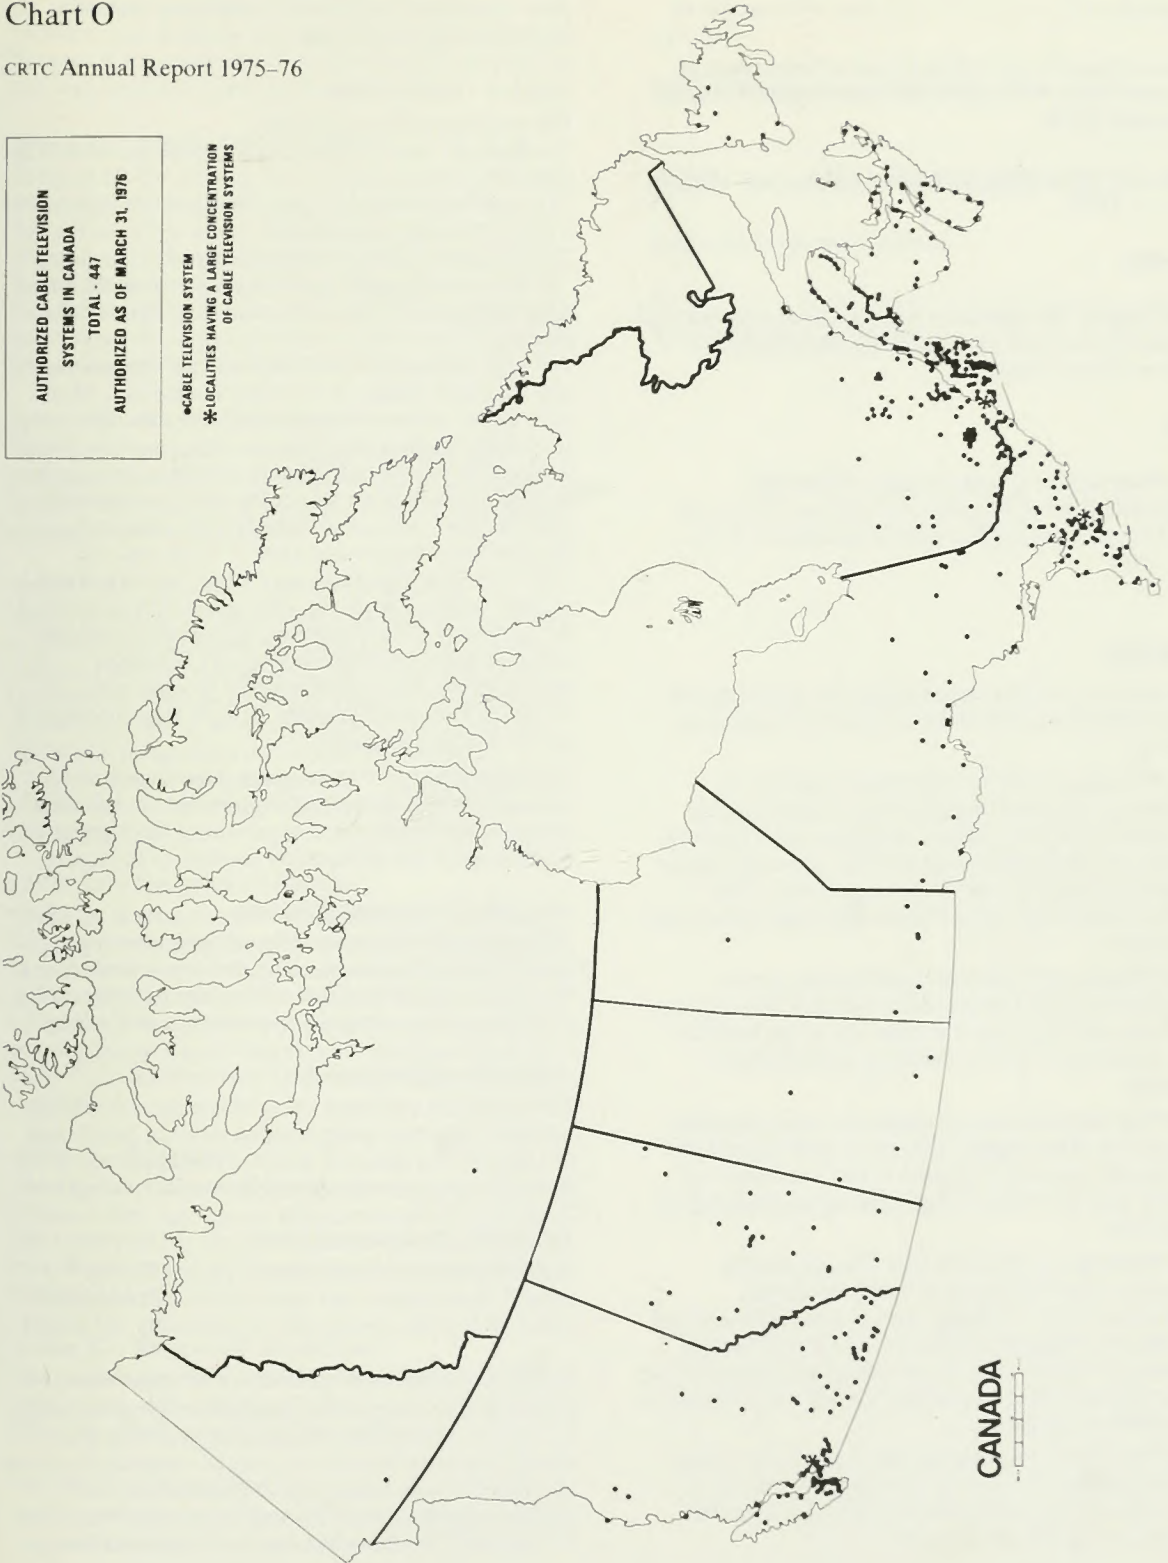 Chart O
CRTC Annual Report 1975–76
AUTHORIZED CABLE TELEVISION
SYSTEMS IN CANADA
TOTAL - 447
AUTHORIZED AS OF MARCH 31, 1976
•CABLE TELEVISION SYSTEM
*LOCALITIES HAVING A LARGE CONCENTRATION
OF CABLE TELEVISION SYSTEMS
CANADA